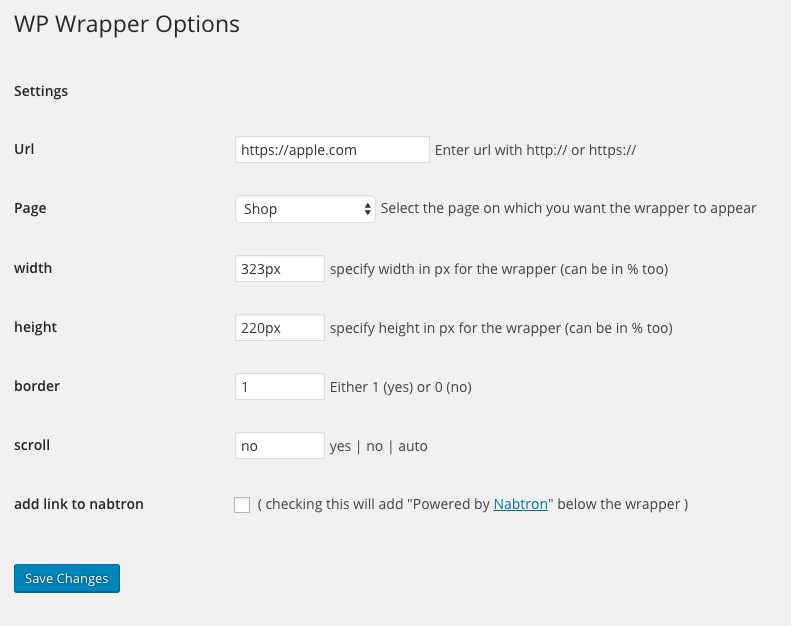 WP Wrapper Options
Settings
Url https://apple.com Enter url with http:// or https://
Page Shop Select the page on which you want the wrapper to appear
width 323px specify width in px for the wrapper (can be in % too)
height 220px specify height in px for the wrapper (can be in % too)
border 1 Either 1 (yes) or 0 (no)
scroll no yes | no | auto
add link to nabtron ( checking this will add "Powered by Nabtron" below the wrapper )
Save Changes